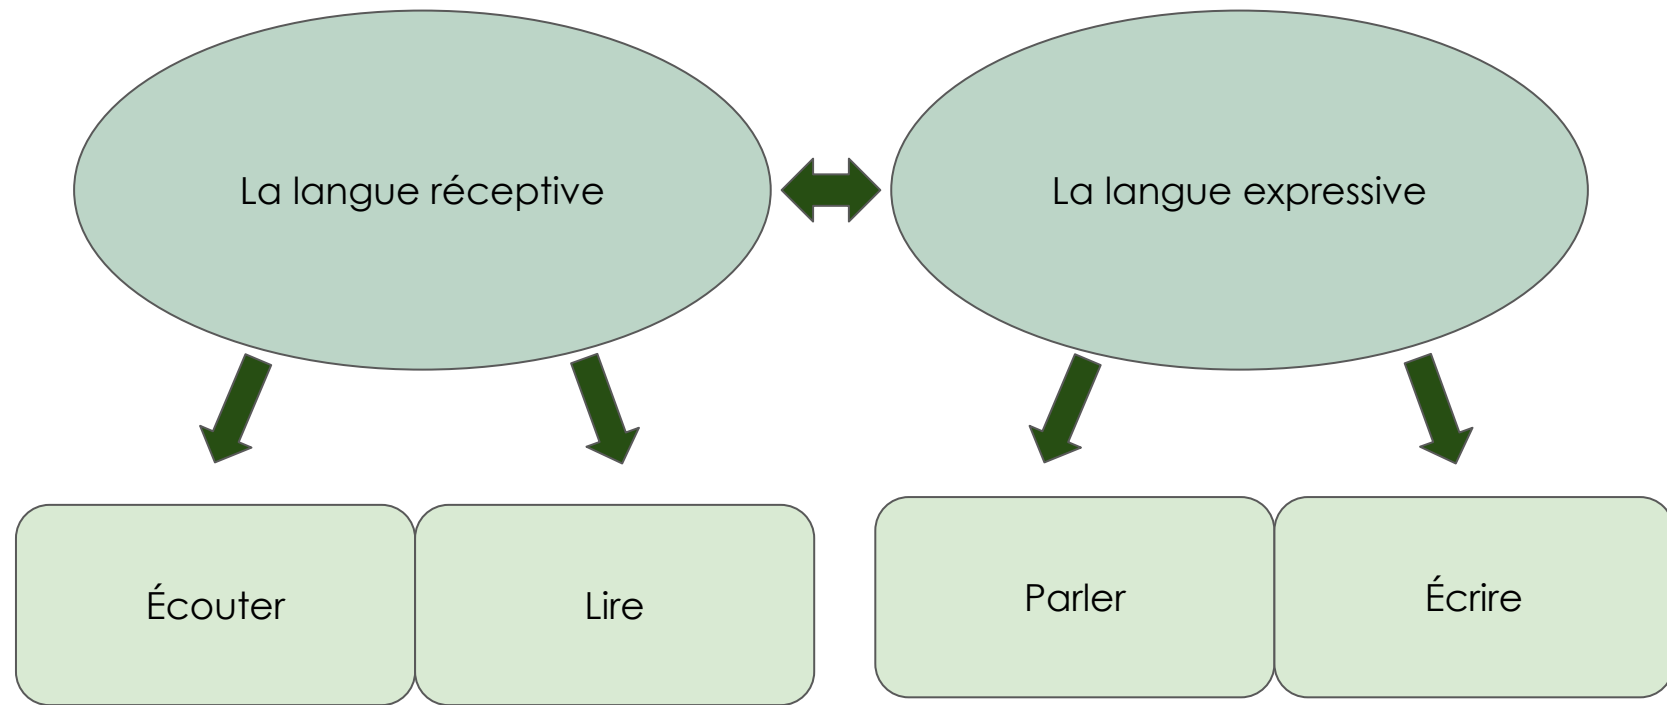 La langue réceptive
La langue expressive
Écouter
Lire
Parler
Écrire